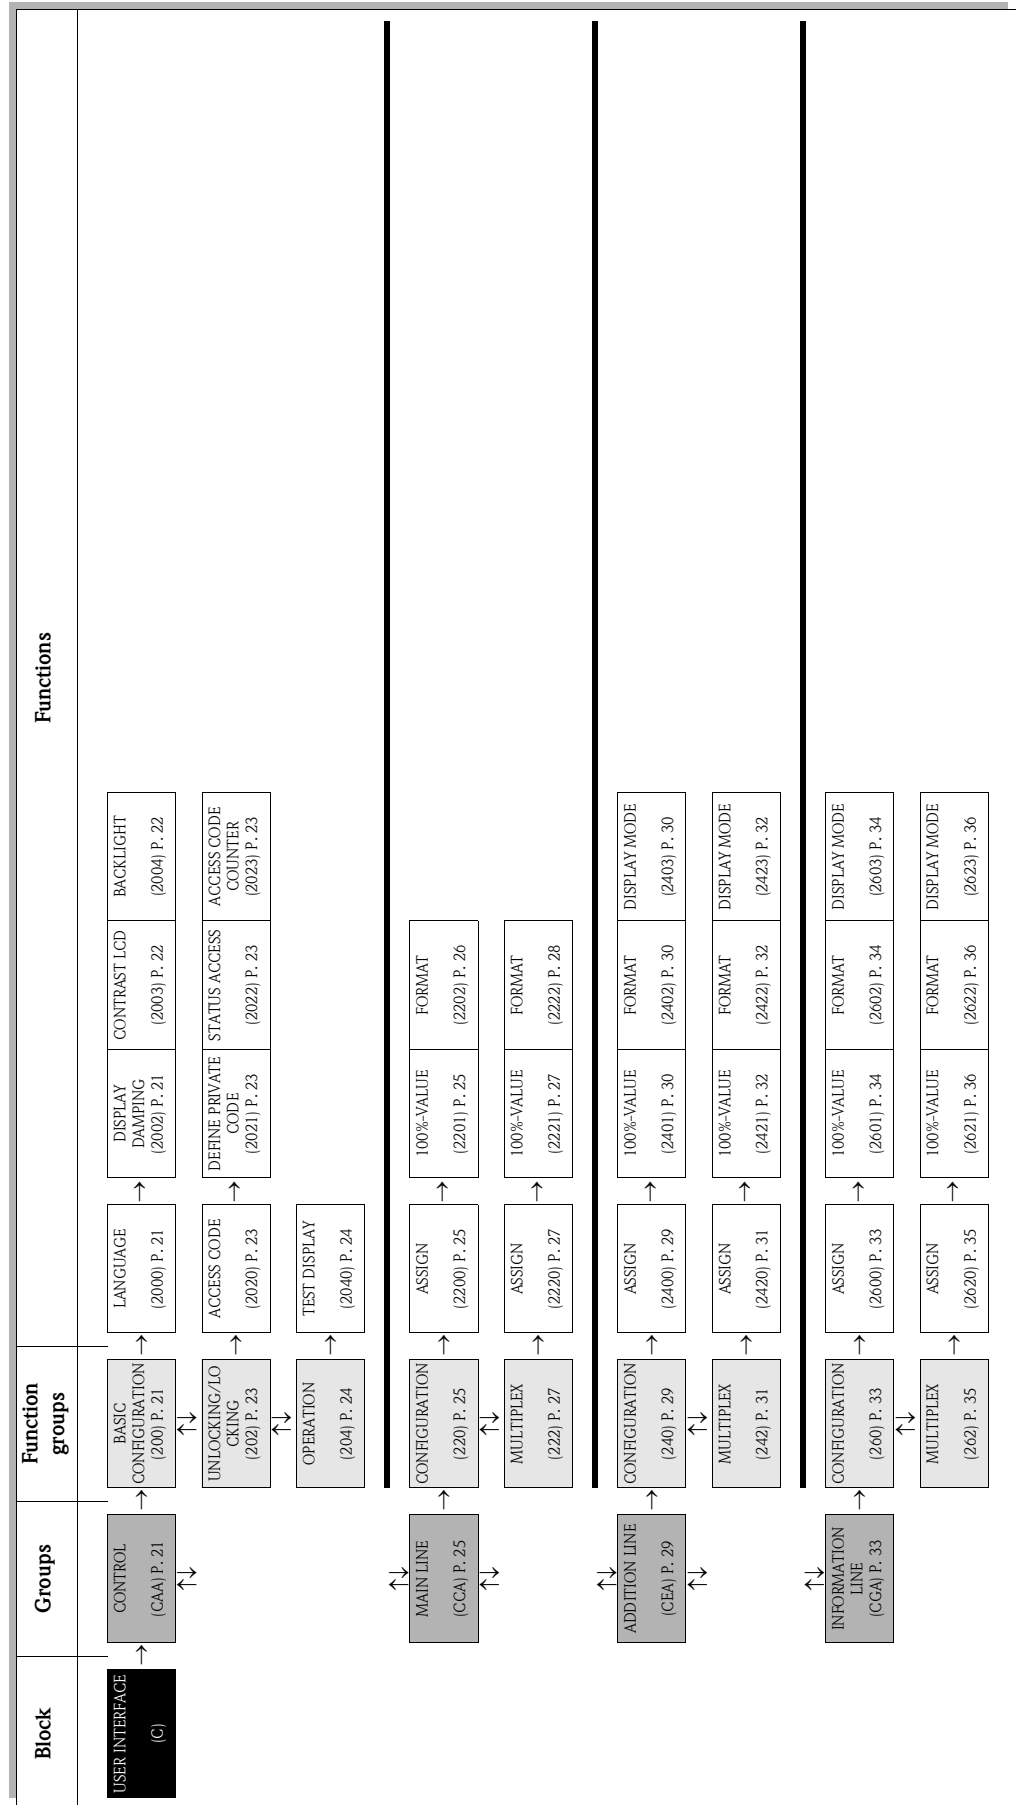 Block
Groups
Function
groups
Functions
USER INTERFACE
(C)
CONTROL
(CAA) P. 21
BASIC
CONFIGURATION
(200) P. 21
LANGUAGE
(2000) P. 21
DISPLAY
DAMPING
(2002) P. 21
CONTRAST LCD
(2003) P. 22
BACKLIGHT
(2004) P. 22
UNLOCKING/LO
CKING
(202) P. 23
ACCESS CODE
(2020) P. 23
DEFINE PRIVATE
CODE
(2021) P. 23
STATUS ACCESS
(2022) P. 23
ACCESS CODE
COUNTER
(2023) P. 23
OPERATION
(204) P. 24
TEST DISPLAY
(2040) P. 24
MAIN LINE
(CCA) P. 25
CONFIGURATION
(220) P. 25
ASSIGN
(2200) P. 25
100%-VALUE
(2201) P. 25
FORMAT
(2202) P. 26
MULTIPLEX
(222) P. 27
ASSIGN
(2220) P. 27
100%-VALUE
(2221) P. 27
FORMAT
(2222) P. 28
ADDITION LINE
(CEA) P. 29
CONFIGURATION
(240) P. 29
ASSIGN
(2400) P. 29
100%-VALUE
(2401) P. 30
FORMAT
(2402) P. 30
DISPLAY MODE
(2403) P. 30
MULTIPLEX
(242) P. 31
ASSIGN
(2420) P. 31
100%-VALUE
(2421) P. 32
FORMAT
(2422) P. 32
DISPLAY MODE
(2423) P. 32
INFORMATION
LINE
(CGA) P. 33
CONFIGURATION
(260) P. 33
ASSIGN
(2600) P. 33
100%-VALUE
(2601) P. 34
FORMAT
(2602) P. 34
DISPLAY MODE
(2603) P. 34
MULTIPLEX
(262) P. 35
ASSIGN
(2620) P. 35
100%-VALUE
(2621) P. 36
FORMAT
(2622) P. 36
DISPLAY MODE
(2623) P. 36